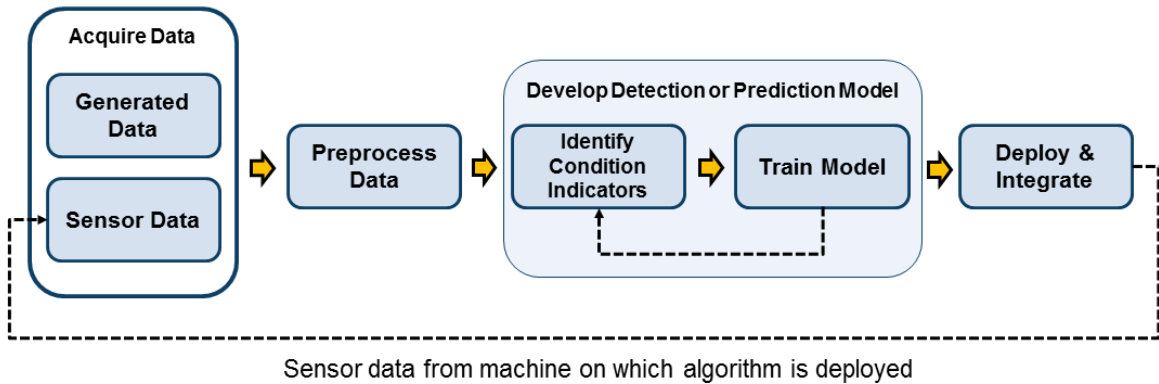 Acquire Data
Generated
Data
Sensor Data
Preprocess
Data
Develop Detection or Prediction Model
Identify
Condition
Indicators
Train Model
Deploy &
Integrate
Sensor data from machine on which algorithm is deployed